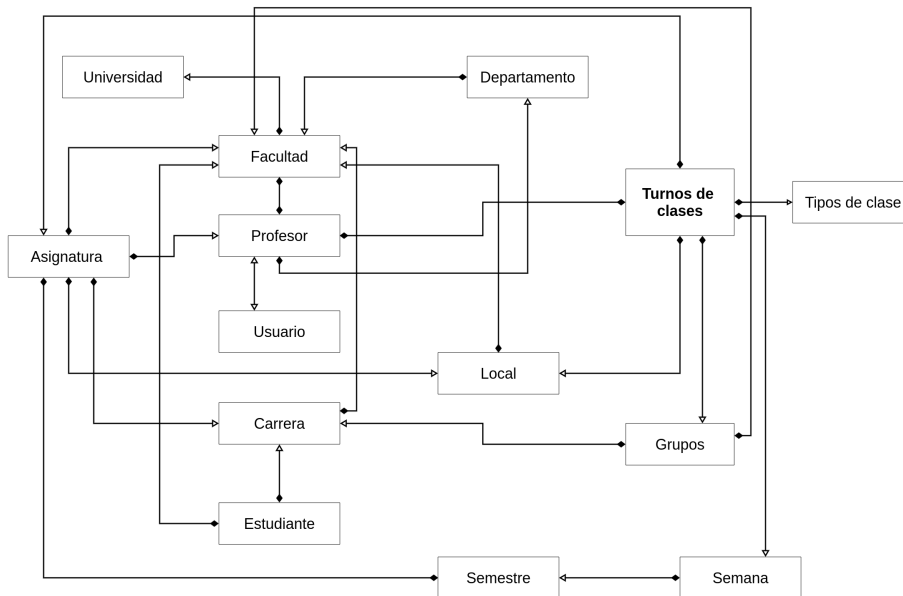 Universidad
Departamento
Facultad
Turnos de
clases
Tipos de clase
Profesor
Asignatura
Usuario
Local
Carrera
Grupos
Estudiante
Semestre
Semana